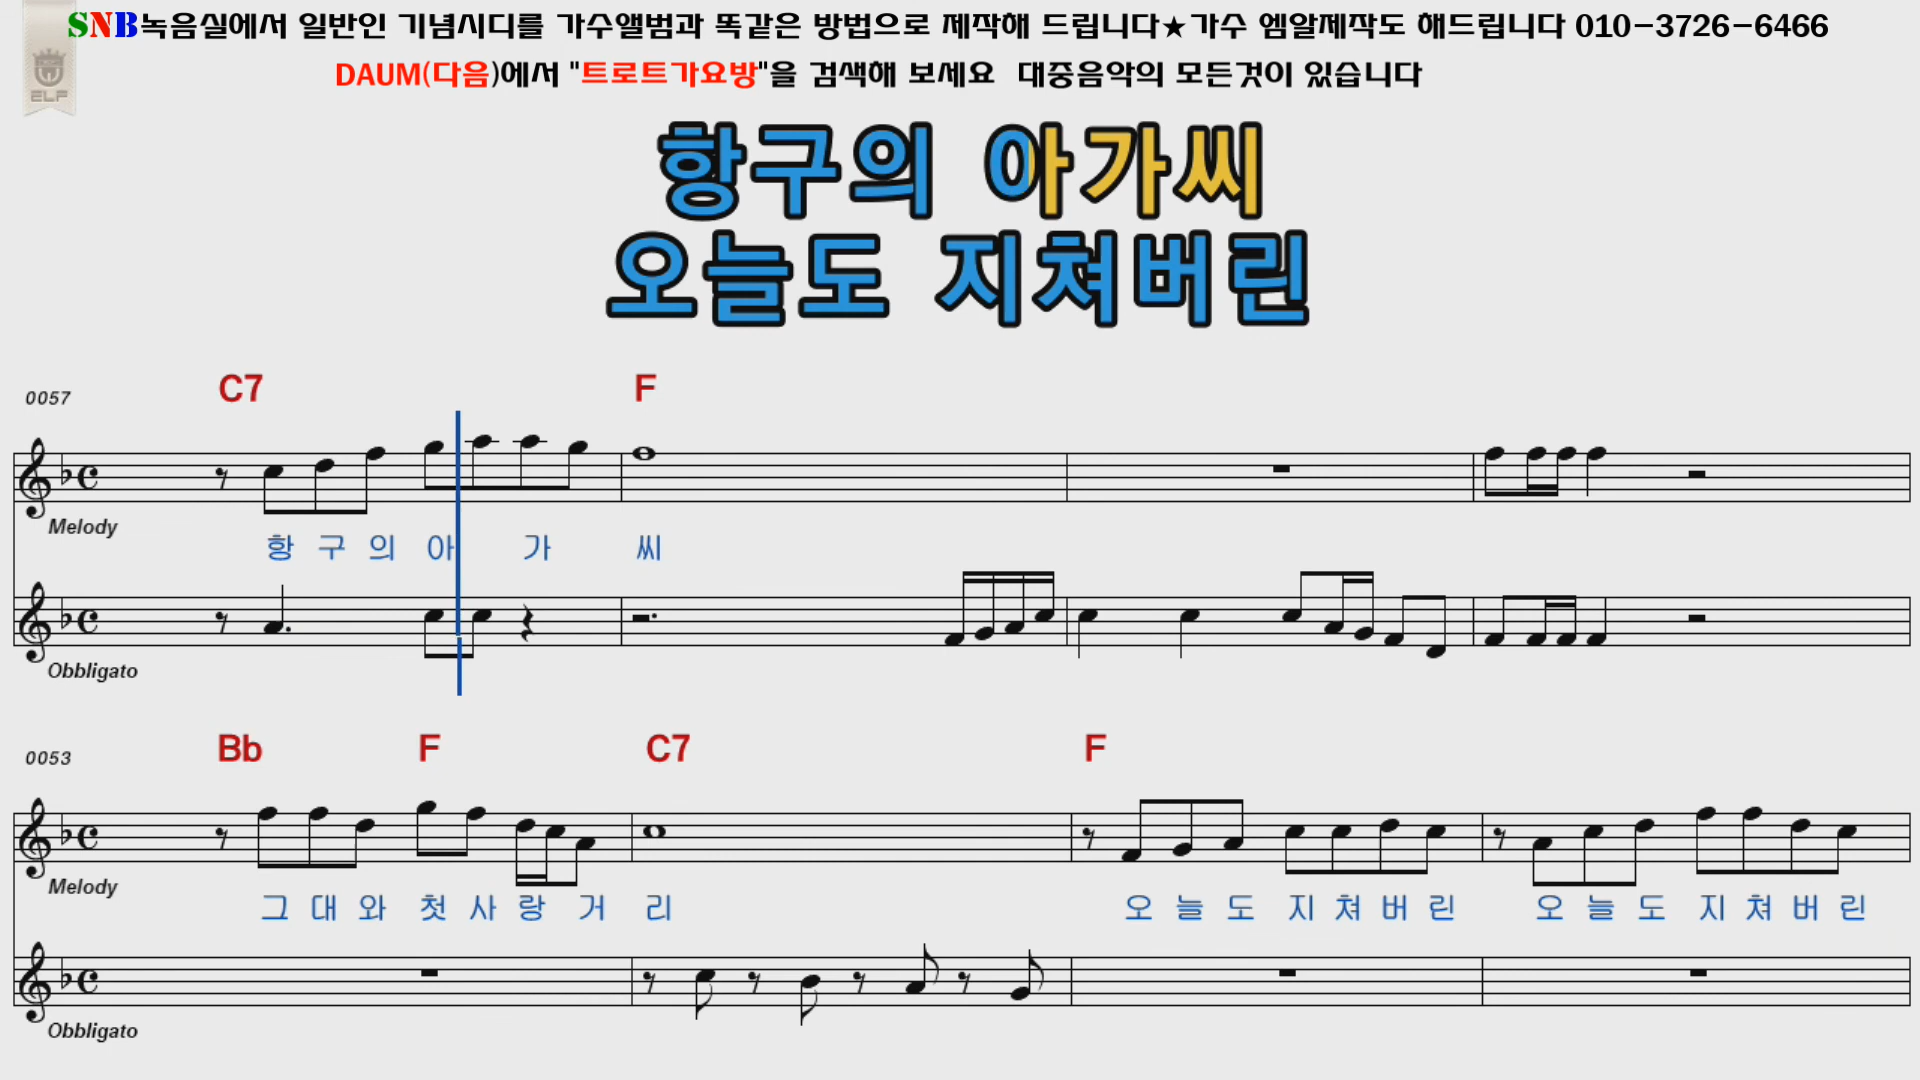 SNB녹음실에서 일반인 기념시디를 가수앨범과 똑같은 방법으로 제작해 드립니다★가수 엠알제작도 해드립니다 010-3726-6466
ELF
DAUM(다음)에서 "트로트가요방"을 검색해 보세요 대중음악의 모든것이 있습니다
항구의 아가씨
오늘도 지쳐버린
0057 C7 F
Melody
항 구 의 아 가 씨
Obbligato
0053 Bb F C7 F
Melody
그 대 와 첫 사 랑 거 리 오 늘 도 지 쳐 버 린 오 늘 도 지 쳐 버 린
Obbligato